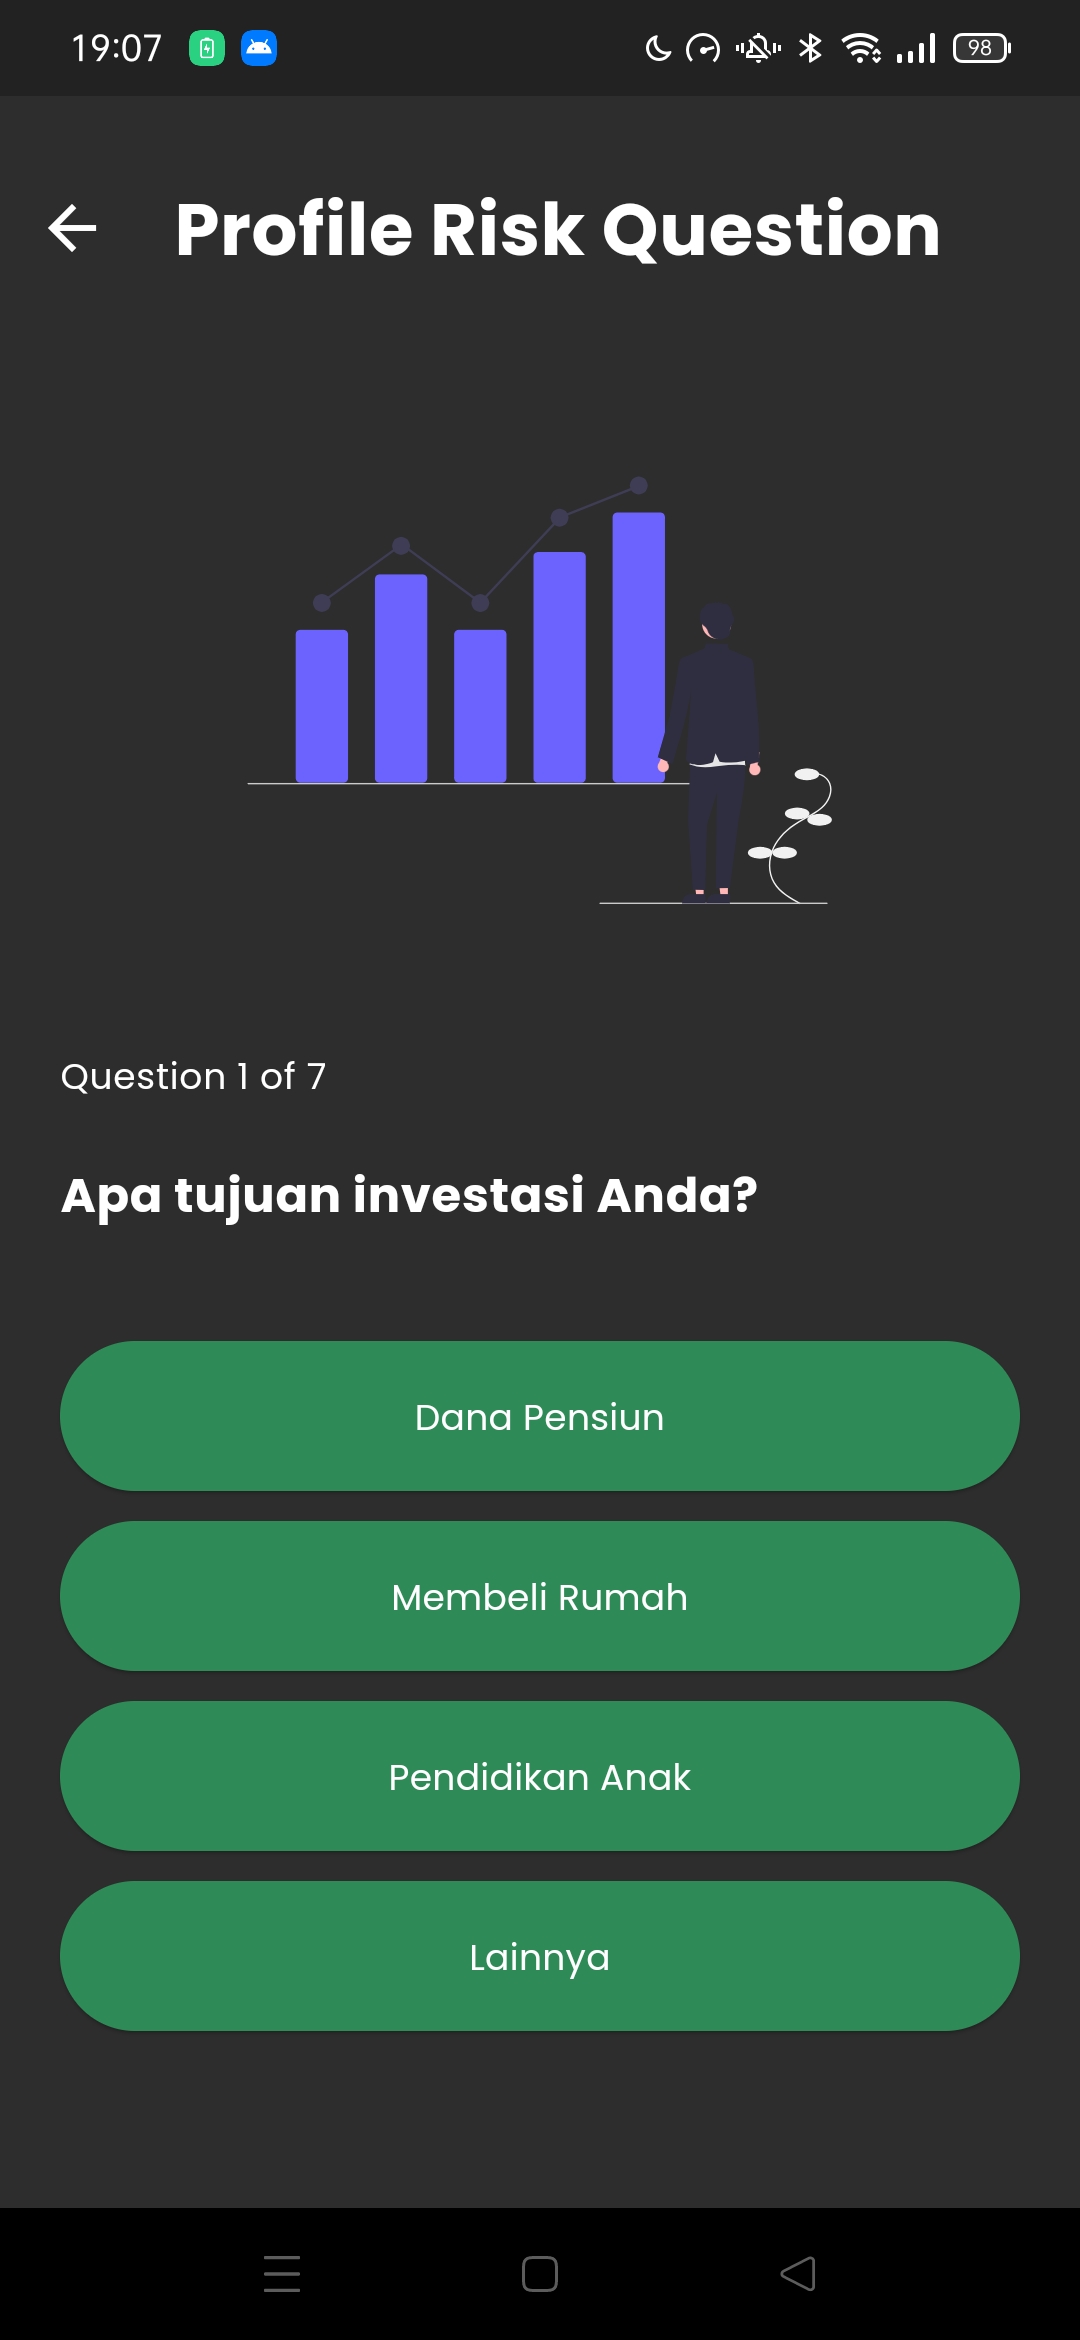 19:07
98
Profile Risk Question
Question 1 of 7
Apa tujuan investasi Anda?
Dana Pensiun
Membeli Rumah
Pendidikan Anak
Lainnya